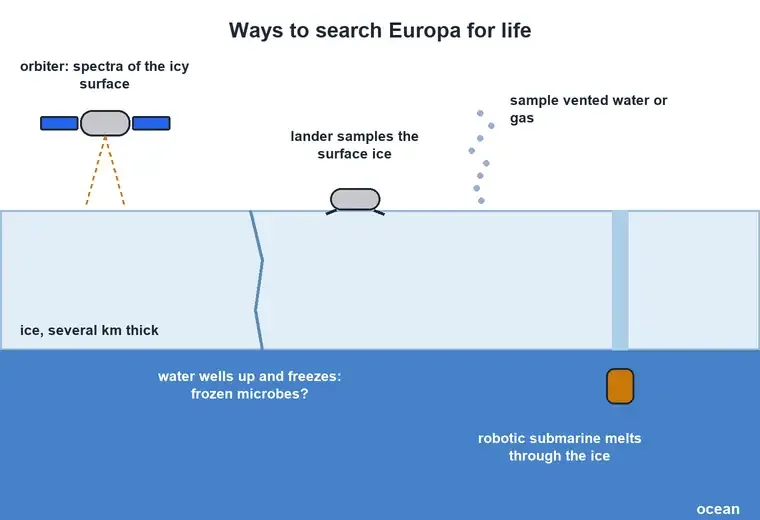 Ways to search Europa for life
orbiter: spectra of the icy
surface
sample vented water or
gas
lander samples the
surface ice
ice, several km thick
water wells up and freezes:
frozen microbes?
robotic submarine melts
through the ice
ocean